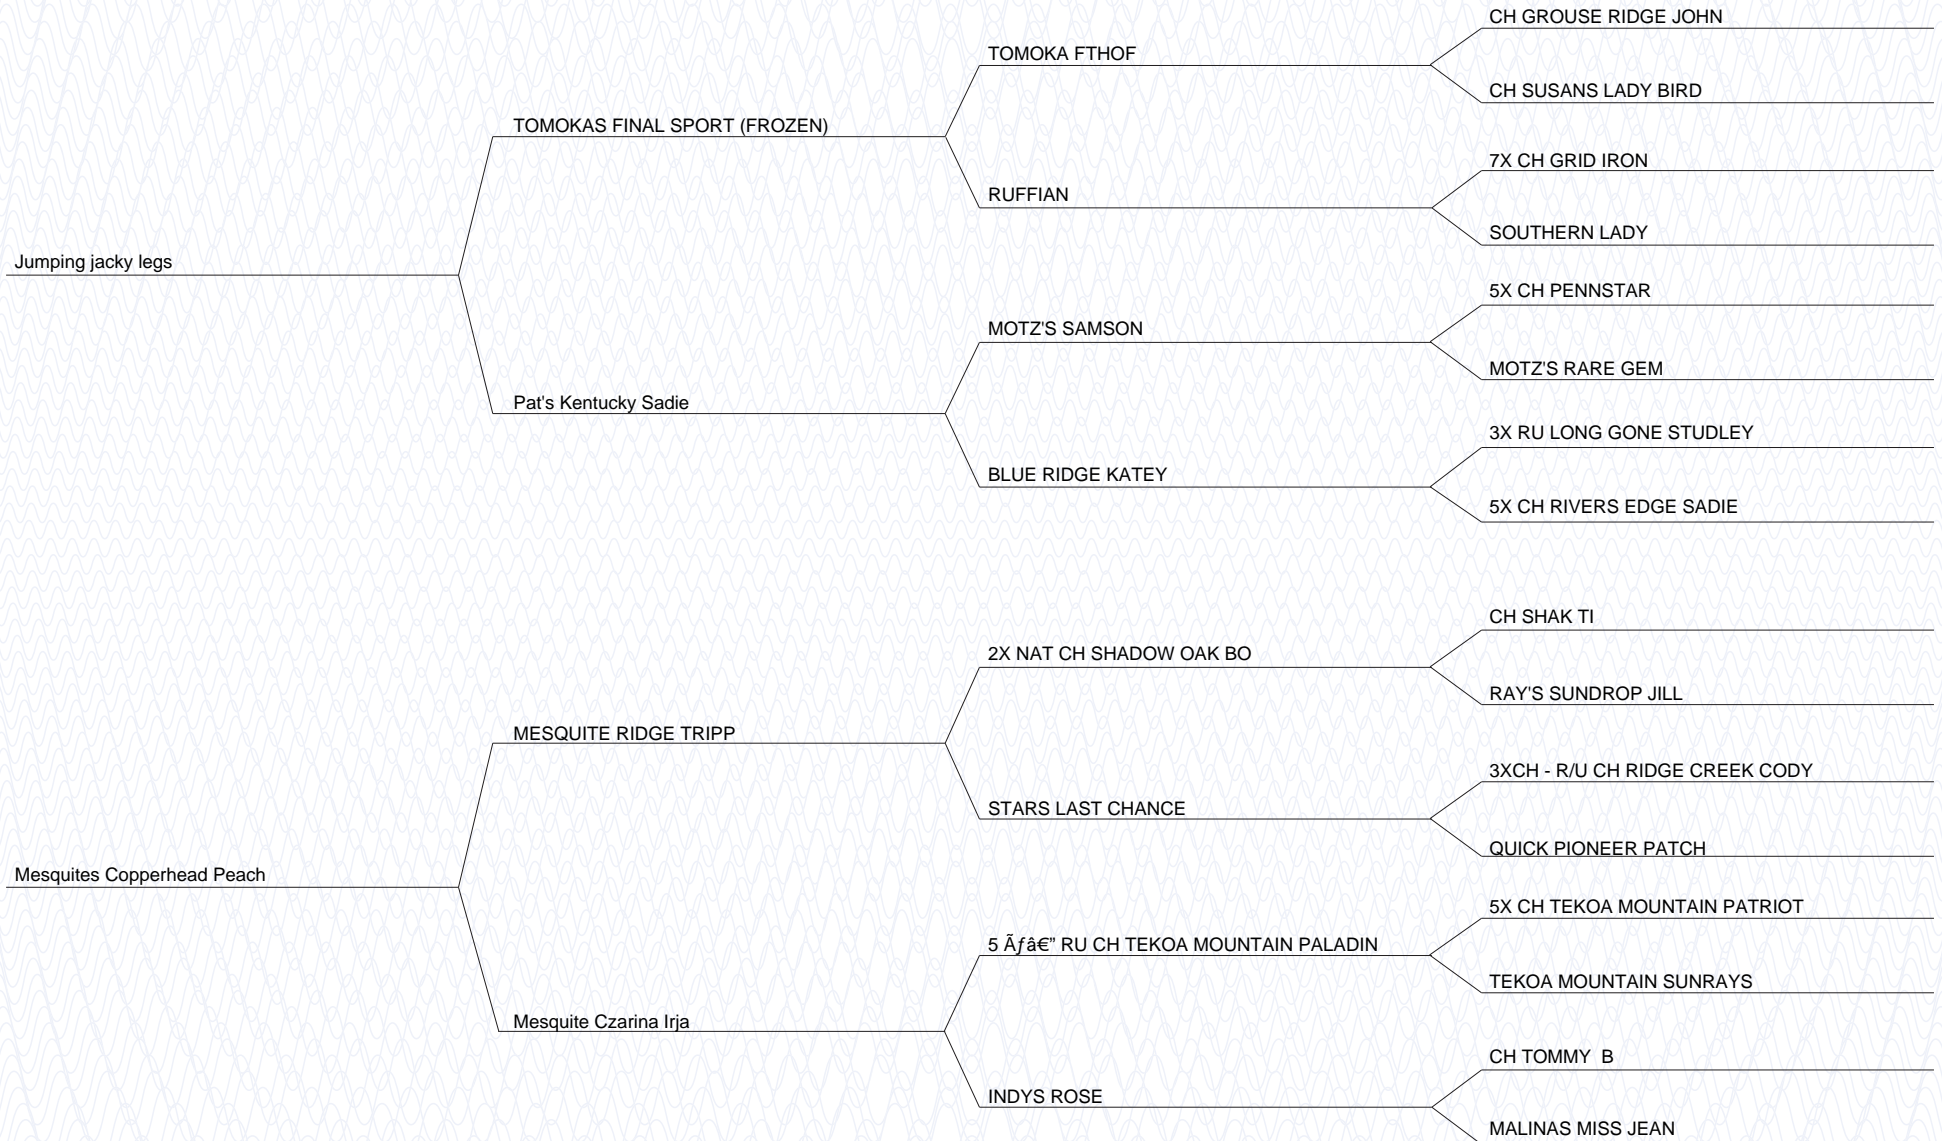 CH GROUSE RIDGE JOHN
TOMOKA FTHOF
CH SUSANS LADY BIRD
TOMOKAS FINAL SPORT (FROZEN)
7X CH GRID IRON
RUFFIAN
SOUTHERN LADY
Jumping jacky legs
5X CH PENNSTAR
MOTZ'S SAMSON
MOTZ'S RARE GEM
Pat's Kentucky Sadie
3X RU LONG GONE STUDLEY
BLUE RIDGE KATEY
5X CH RIVERS EDGE SADIE
CH SHAK TI
2X NAT CH SHADOW OAK BO
RAY'S SUNDROP JILL
MESQUITE RIDGE TRIPP
3XCH - R/U CH RIDGE CREEK CODY
STARS LAST CHANCE
QUICK PIONEER PATCH
Mesquites Copperhead Peach
5X CH TEKOA MOUNTAIN PATRIOT
5 Ãƒâ€” RU CH TEKOA MOUNTAIN PALADIN
TEKOA MOUNTAIN SUNRAYS
Mesquite Czarina Irja
CH TOMMY  B
INDYS ROSE
MALINAS MISS JEAN